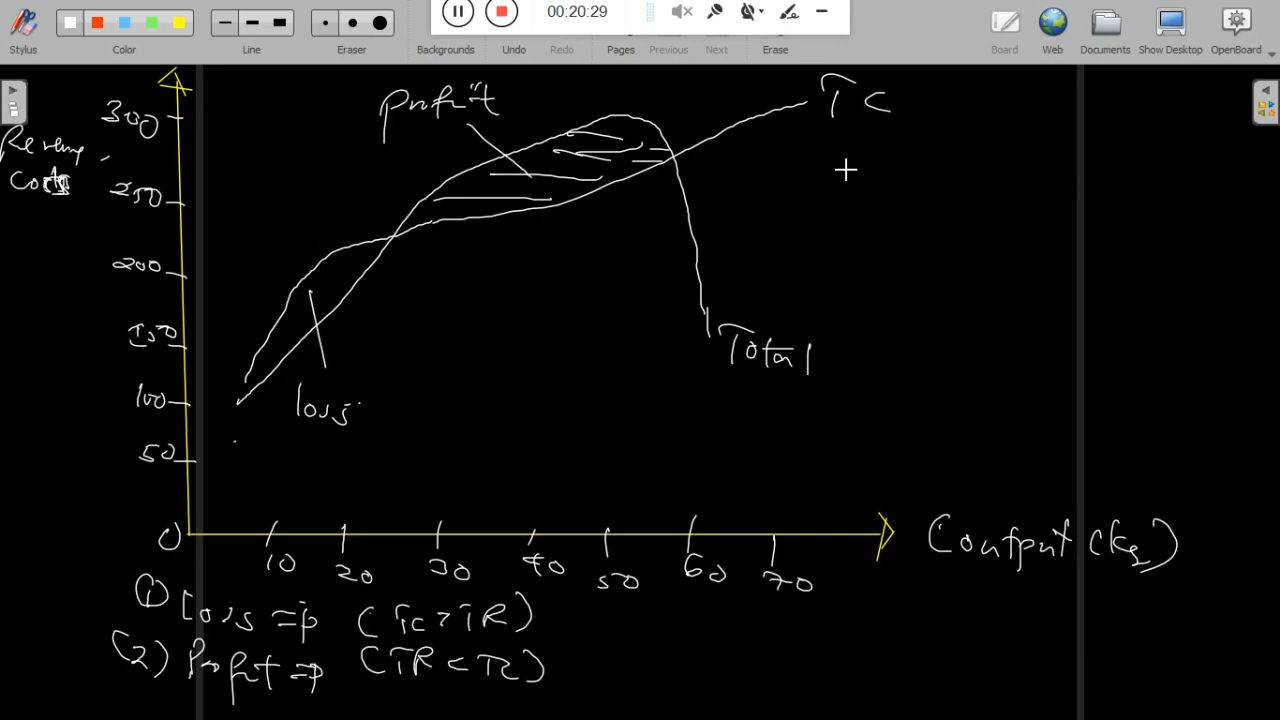 00:20:29
Stylus Color Line Eraser Backgrounds Undo Redo Pages Previous Next Erase Board Web Documents Show Desktop OpenBoard
profit
TC
300
costs
250
200
150
100
50
0
loss
Total
10 20 30 40 50 60 70
(output (kg)
① Loss => (TC > TR)
(2) Profit => (TR < TC)